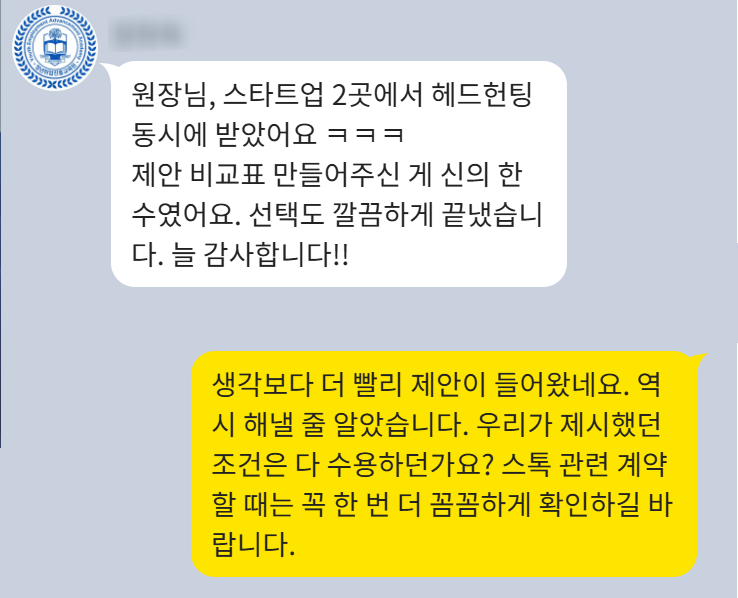 원장님, 스타트업 2곳에서 헤드헌팅
동시에 받았어요 ㅋㅋㅋ
제안 비교표 만들어주신 게 신의 한
수였어요. 선택도 깔끔하게 끝냈습니
다. 늘 감사합니다!!
생각보다 더 빨리 제안이 들어왔네요. 역
시 해낼 줄 알았습니다. 우리가 제시했던
조건은 다 수용하던가요? 스톡 관련 계약
할 때는 꼭 한 번 더 꼼꼼하게 확인하길 바
랍니다.